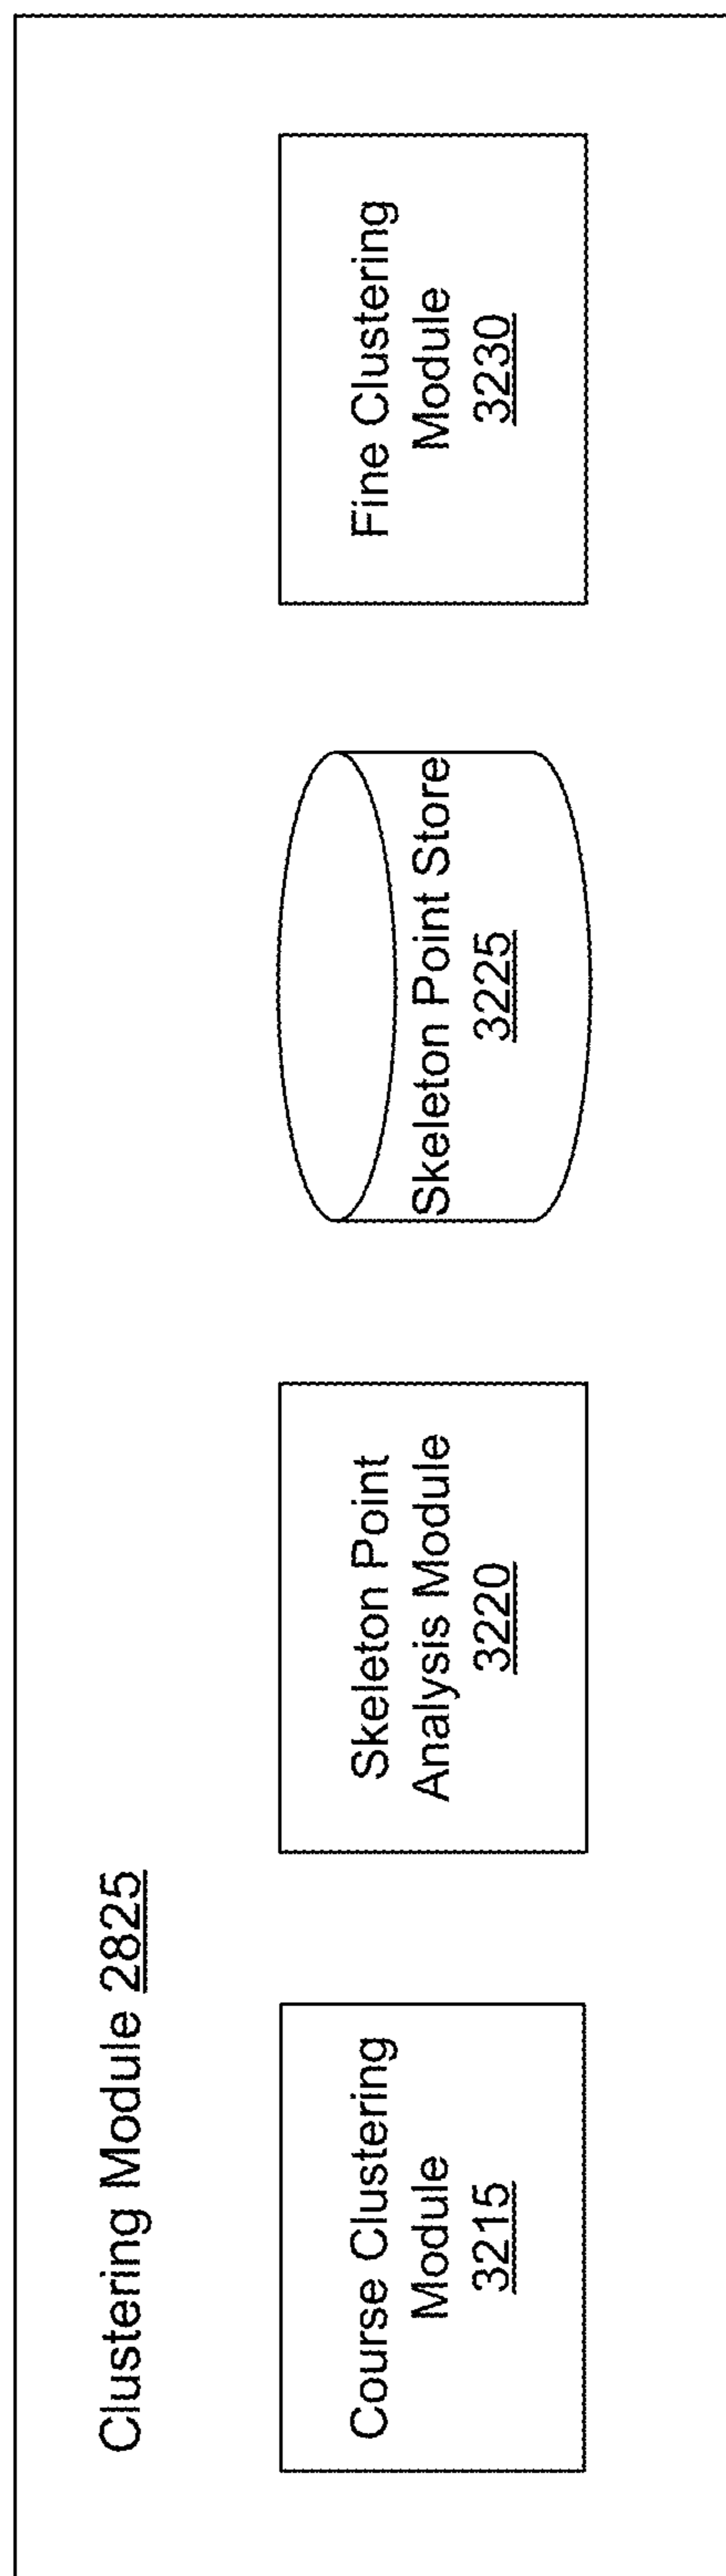 Clustering Module 2825
Course Clustering
Module
3215
Skeleton Point
Analysis Module
3220
Skeleton Point Store
3225
Fine Clustering
Module
3230